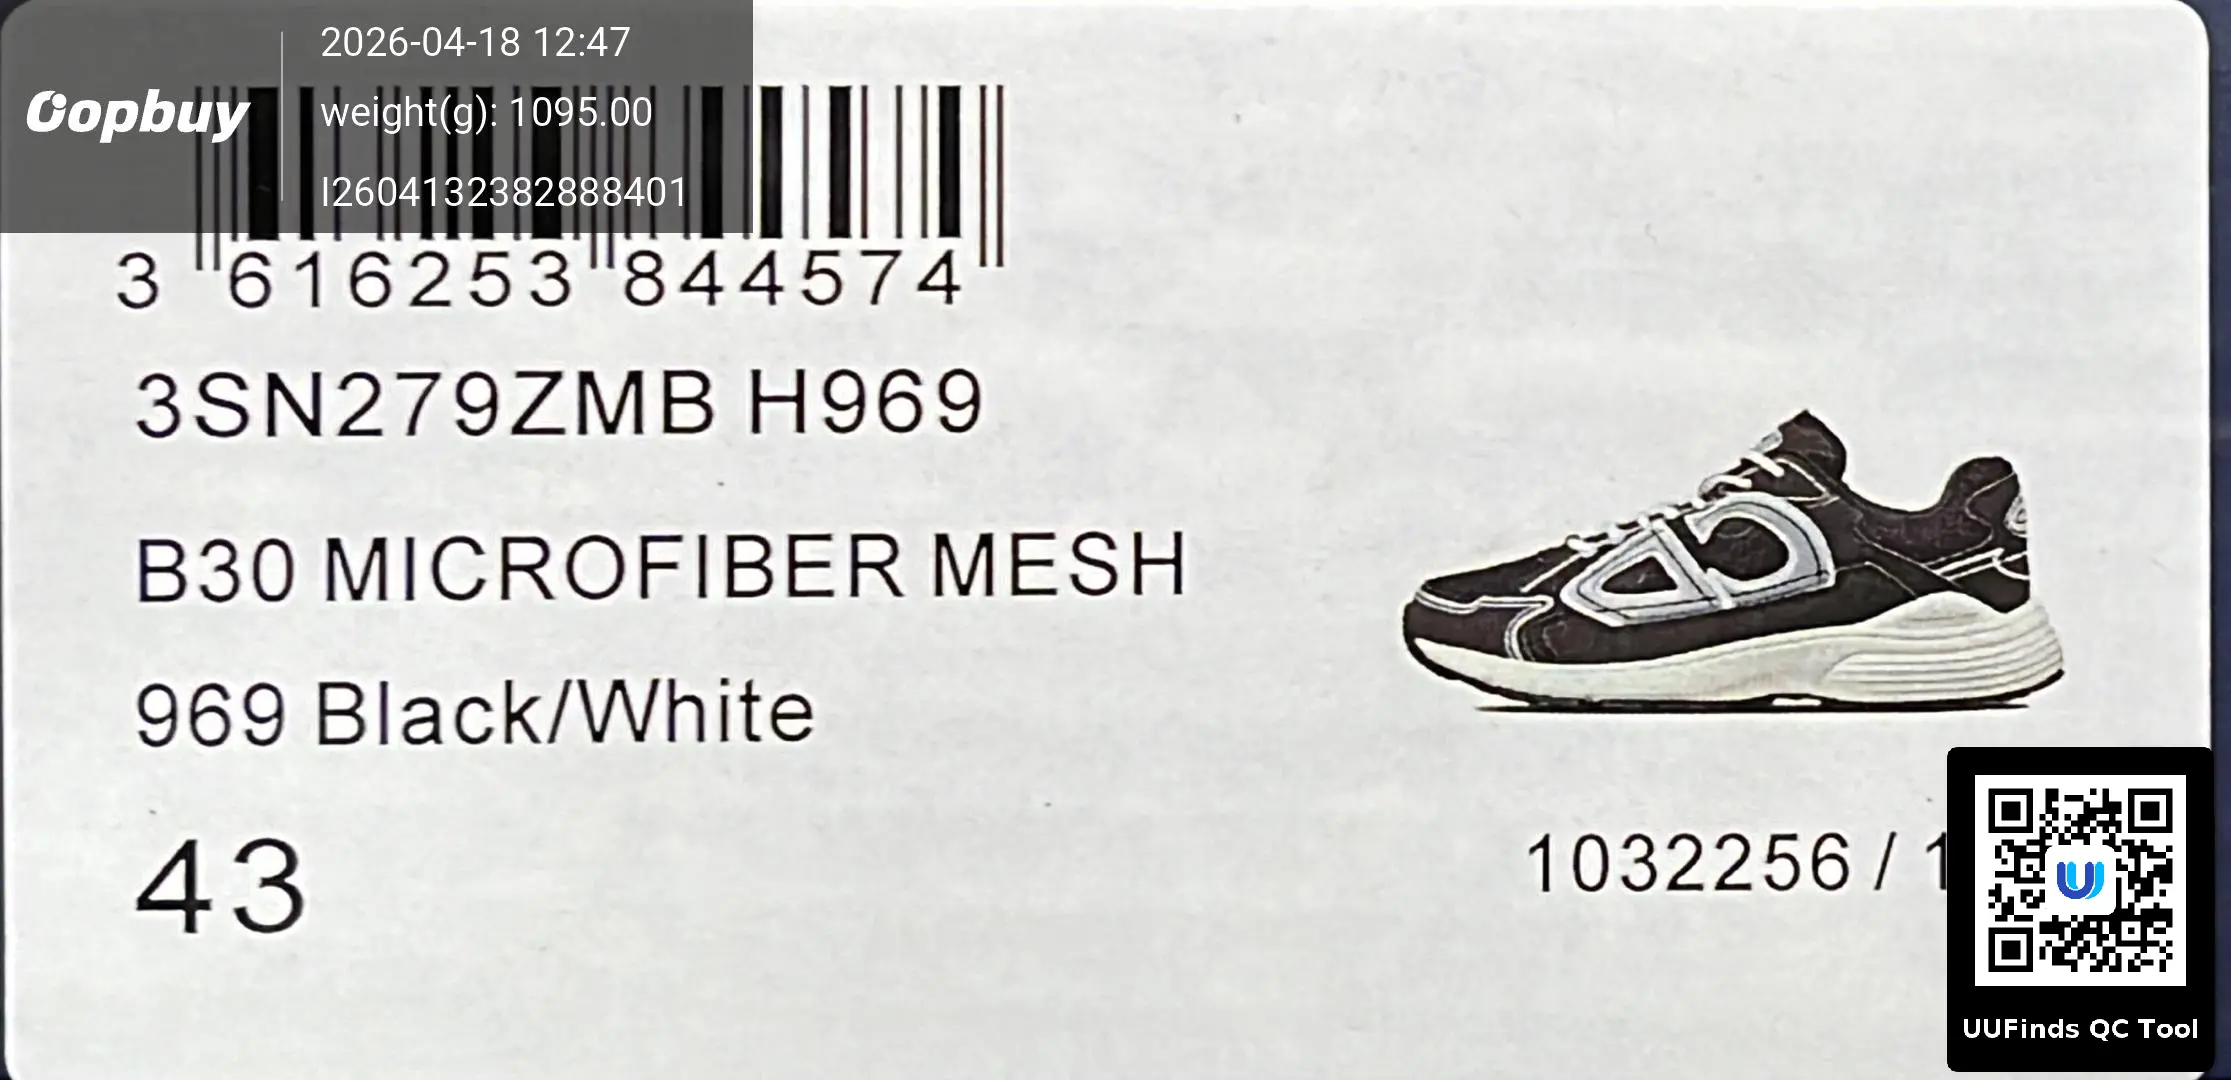 2026-04-18 12:47
Oopbuy
weight(g): 1095.00
I2604132382888401
3 616253 844574
3SN279ZMB H969
B30 MICROFIBER MESH
969 Black/White
43
1032256 / 1
UUFinds QC Tool